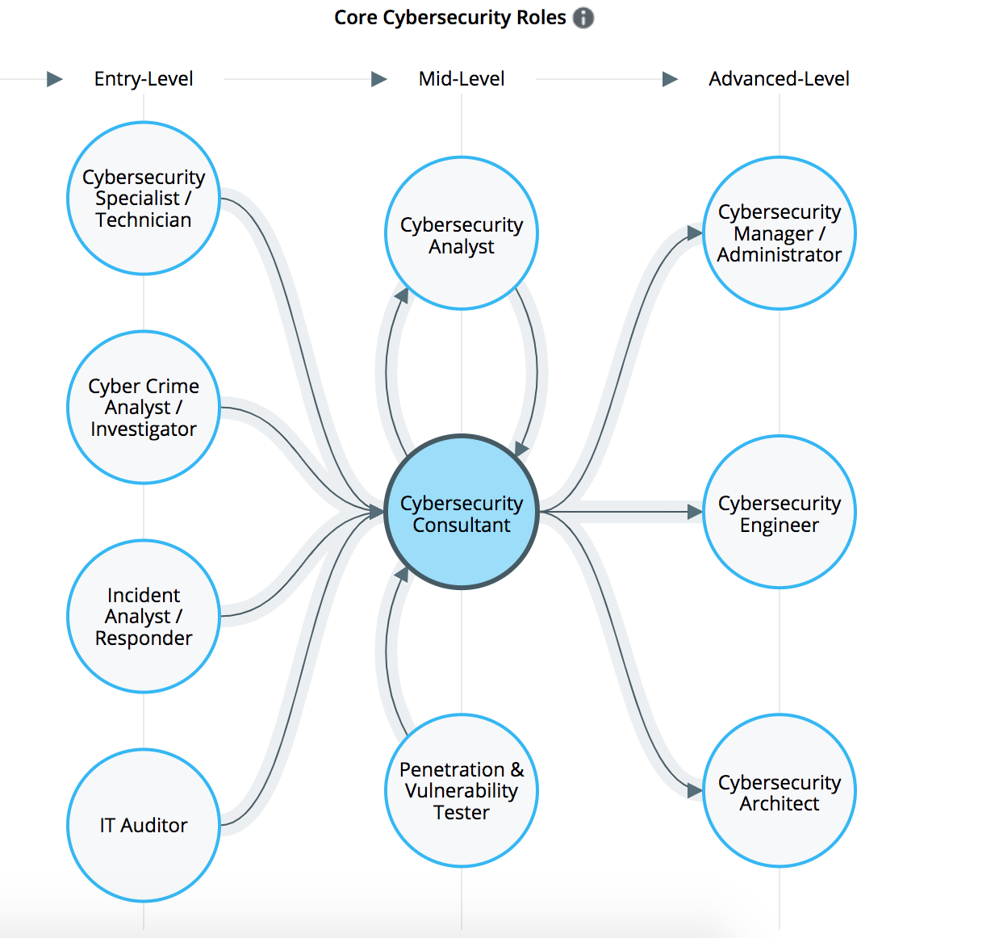 Core Cybersecurity Roles
Entry-Level
Mid-Level
Advanced-Level
Cybersecurity
Specialist /
Technician
Cyber Crime
Analyst /
Investigator
Incident
Analyst /
Responder
IT Auditor
Cybersecurity
Analyst
Cybersecurity
Consultant
Penetration &
Vulnerability
Tester
Cybersecurity
Manager /
Administrator
Cybersecurity
Engineer
Cybersecurity
Architect